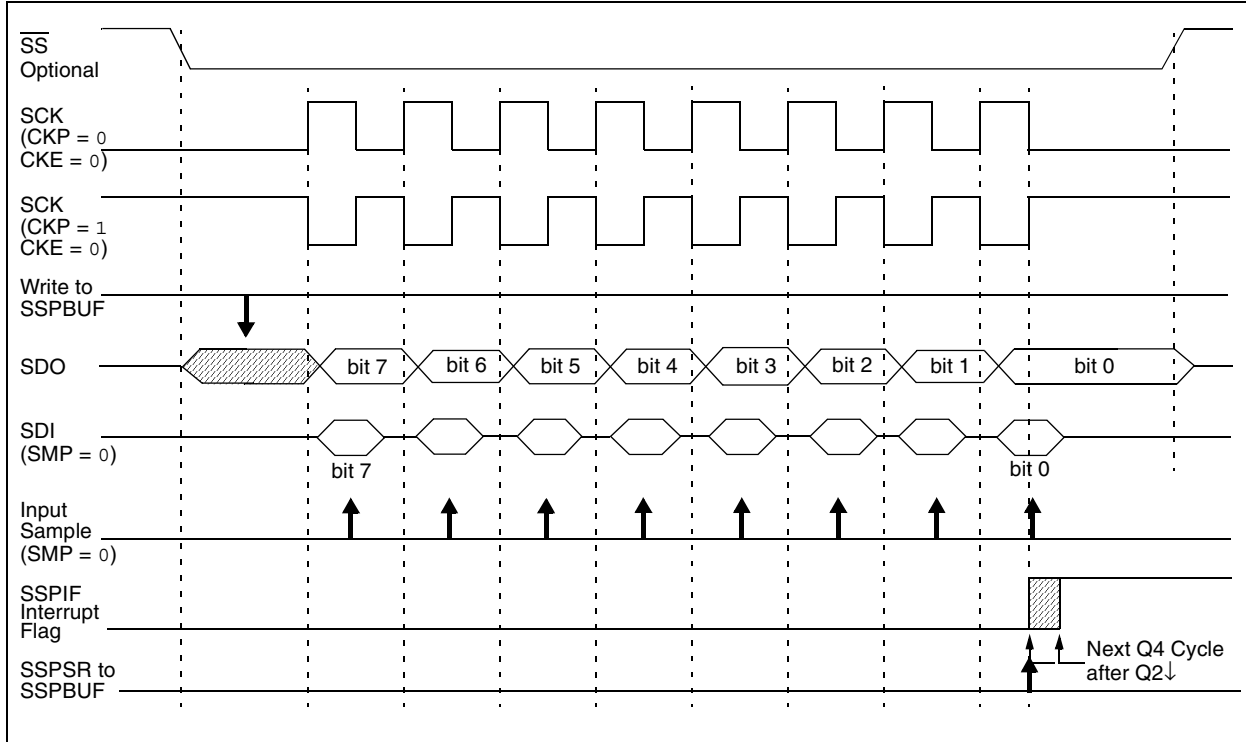 SS
Optional
SCK
(CKP = 0
CKE = 0)
SCK
(CKP = 1
CKE = 0)
Write to
SSPBUF
SDO
bit 7
bit 6
bit 5
bit 4
bit 3
bit 2
bit 1
bit 0
SDI
(SMP = 0)
bit 7
bit 0
Input
Sample
(SMP = 0)
SSPIF
Interrupt
Flag
Next Q4 Cycle
after Q2↓
SSPSR to
SSPBUF